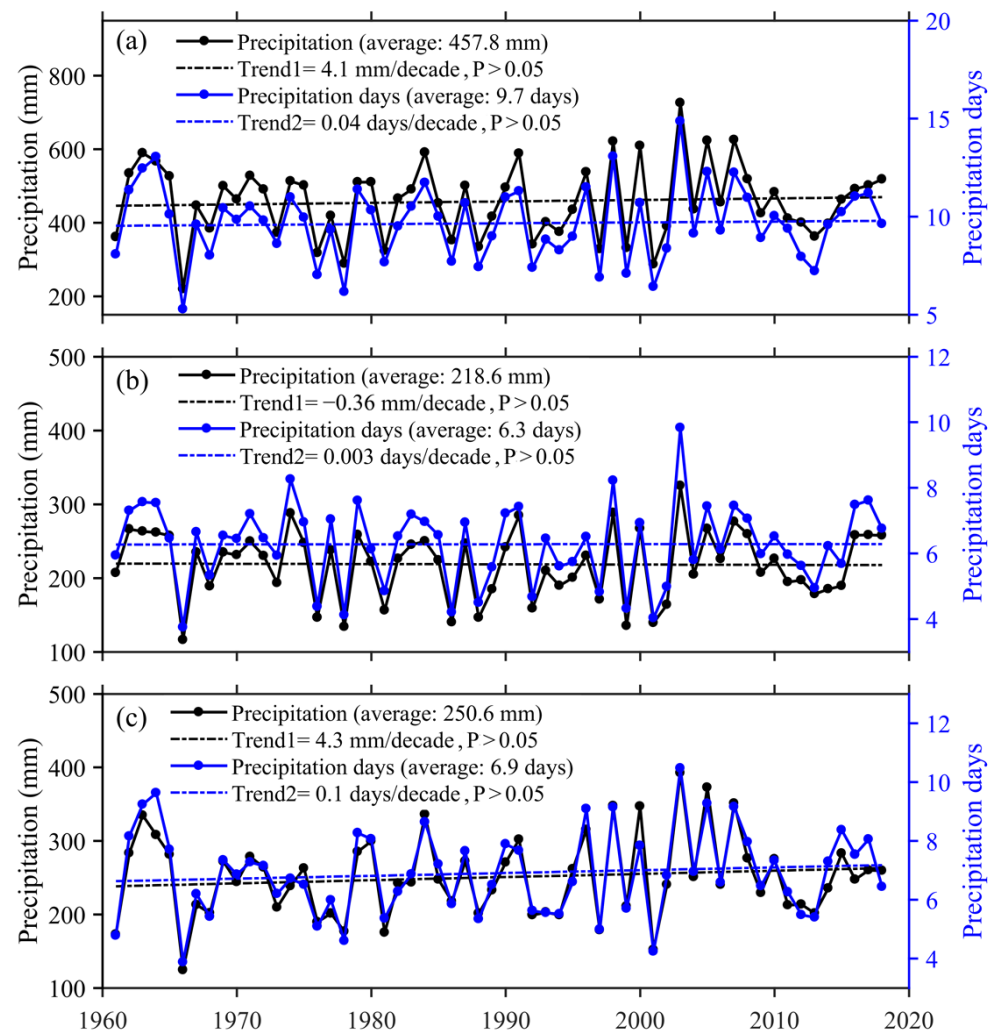 (a)
Precipitation (average: 457.8 mm)
Trend1= 4.1 mm/decade, P>0.05
Precipitation days (average: 9.7 days)
Trend2= 0.04 days/decade, P>0.05
Precipitation (mm)
800
600
400
200
Precipitation days
20
15
10
5
(b)
Precipitation (average: 218.6 mm)
Trend1= −0.36 mm/decade, P>0.05
Precipitation days (average: 6.3 days)
Trend2= 0.003 days/decade, P>0.05
Precipitation (mm)
500
400
300
200
100
Precipitation days
12
10
8
6
4
(c)
Precipitation (average: 250.6 mm)
Trend1= 4.3 mm/decade, P>0.05
Precipitation days (average: 6.9 days)
Trend2= 0.1 days/decade, P>0.05
Precipitation (mm)
500
400
300
200
100
Precipitation days
12
10
8
6
4
1960 1970 1980 1990 2000 2010 2020